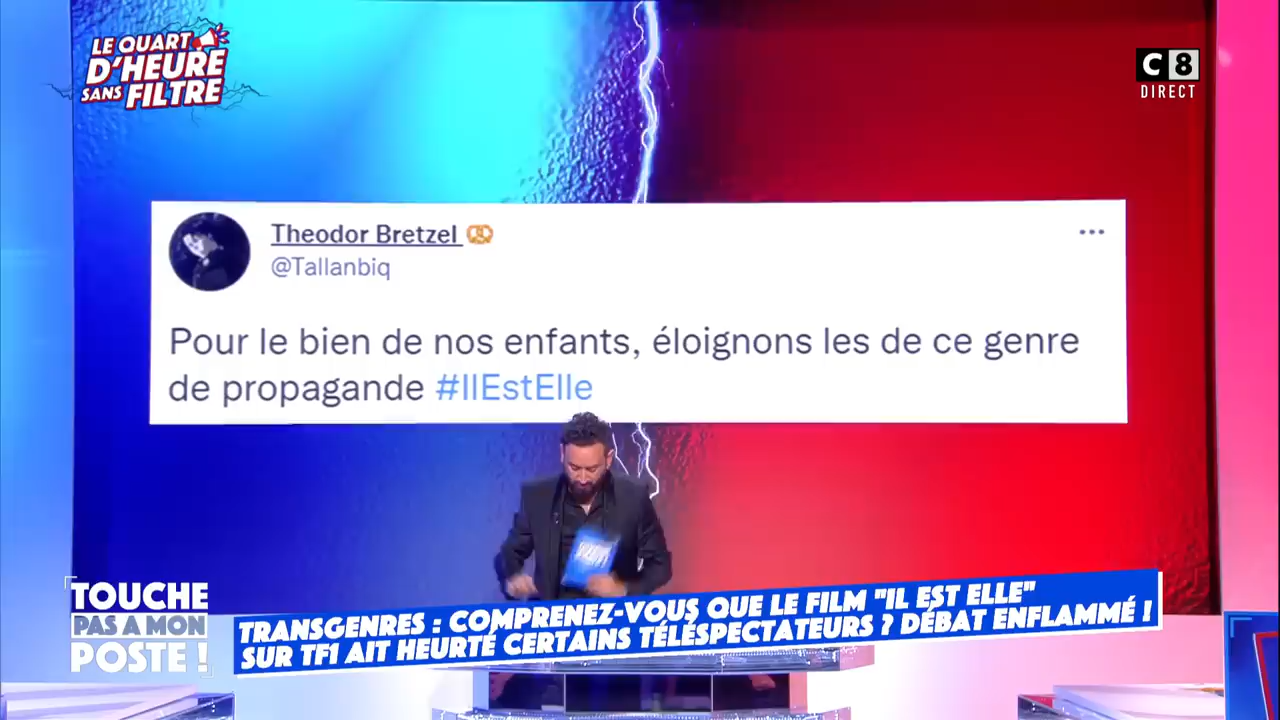 LE QUART
D'HEURE
SANS FILTRE
C8
DIRECT
Theodor Bretzel
@Tallanbiq
Pour le bien de nos enfants, éloignons les de ce genre
de propagande #IlEstElle
TOUCHE
PAS A MON
POSTE !
TRANSGENRES : COMPRENEZ-VOUS QUE LE FILM "IL EST ELLE"
SUR TF1 AIT HEURTÉ CERTAINS TÉLÉSPECTATEURS ? DÉBAT ENFLAMMÉ !